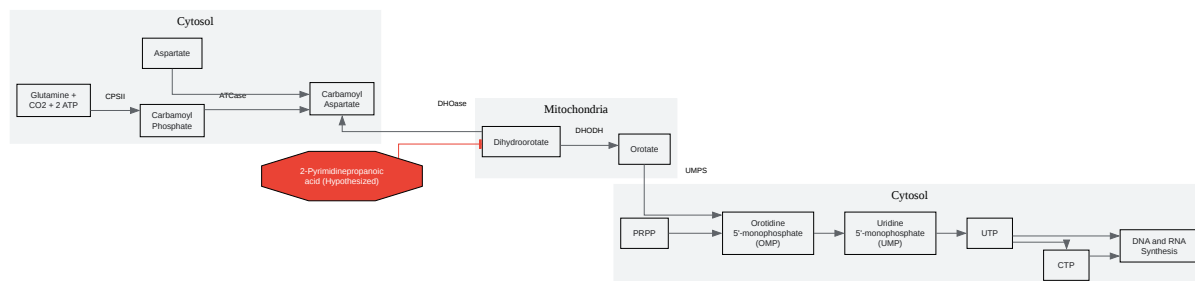 Cytosol
Aspartate
Glutamine +
CO2 + 2 ATP
CPSII
Carbamoyl
Phosphate
ATCase
Carbamoyl
Aspartate
DHOase
Mitochondria
Dihydroorotate
DHODH
Orotate
2-Pyrimidinepropanoic
acid (Hypothesized)
UMPS
Cytosol
PRPP
Orotidine
5'-monophosphate
(OMP)
Uridine
5'-monophosphate
(UMP)
UTP
CTP
DNA and RNA
Synthesis